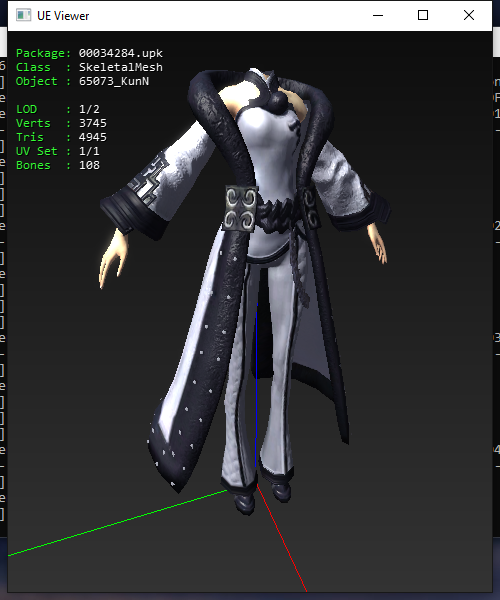 UE Viewer
Package: 00034284.upk
Class : SkeletalMesh
Object : 65073_KunN
LOD : 1/2
Verts : 3745
Tris : 4945
UV Set : 1/1
Bones : 108